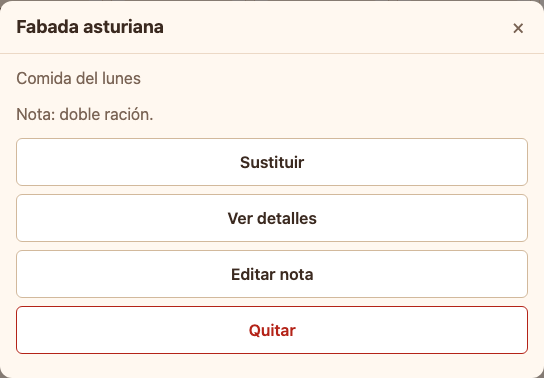 Fabada asturiana
×
Comida del lunes
Nota: doble ración.
Sustituir
Ver detalles
Editar nota
Quitar